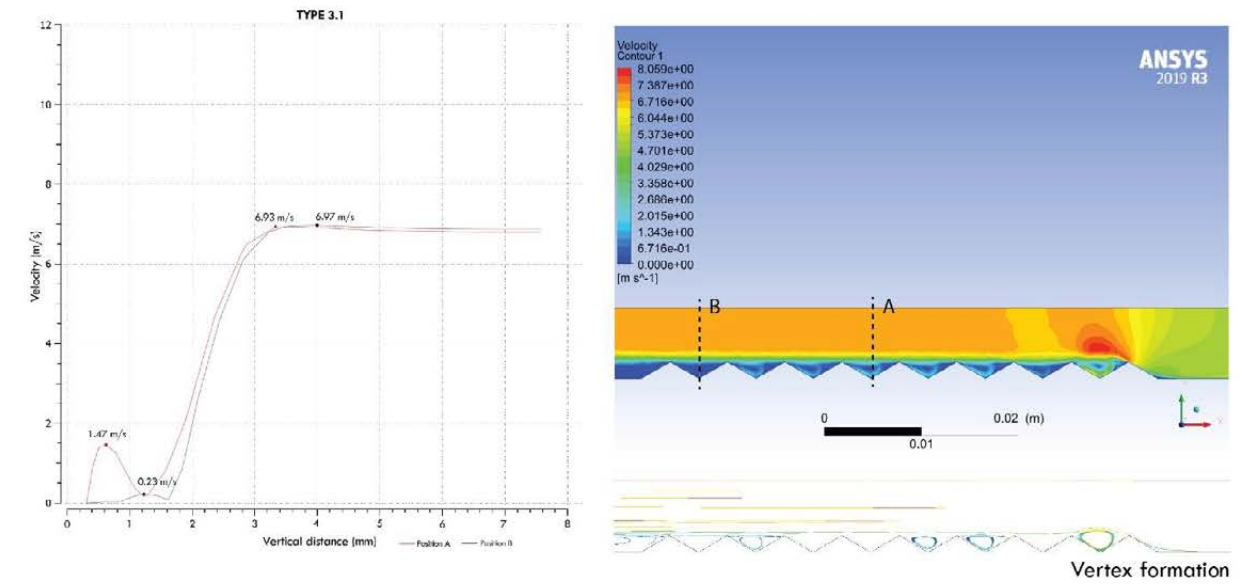 TYPE 3.1
12
10
8
6
4
2
0
Velocity (m/s)
1.47 m/s
0.23 m/s
6.93 m/s
6.97 m/s
0 1 2 3 4 5 6 7 8
Vertical distance (mm)
Position A
Position B
Velocity
Contour 1
8.059e+00
7.387e+00
6.716e+00
6.044e+00
5.373e+00
4.701e+00
4.029e+00
3.358e+00
2.686e+00
2.015e+00
1.343e+00
6.716e-01
0.000e+00
[m s^-1]
ANSYS
2019 R3
B
A
0 0.02 (m)
0.01
x
Vertex formation